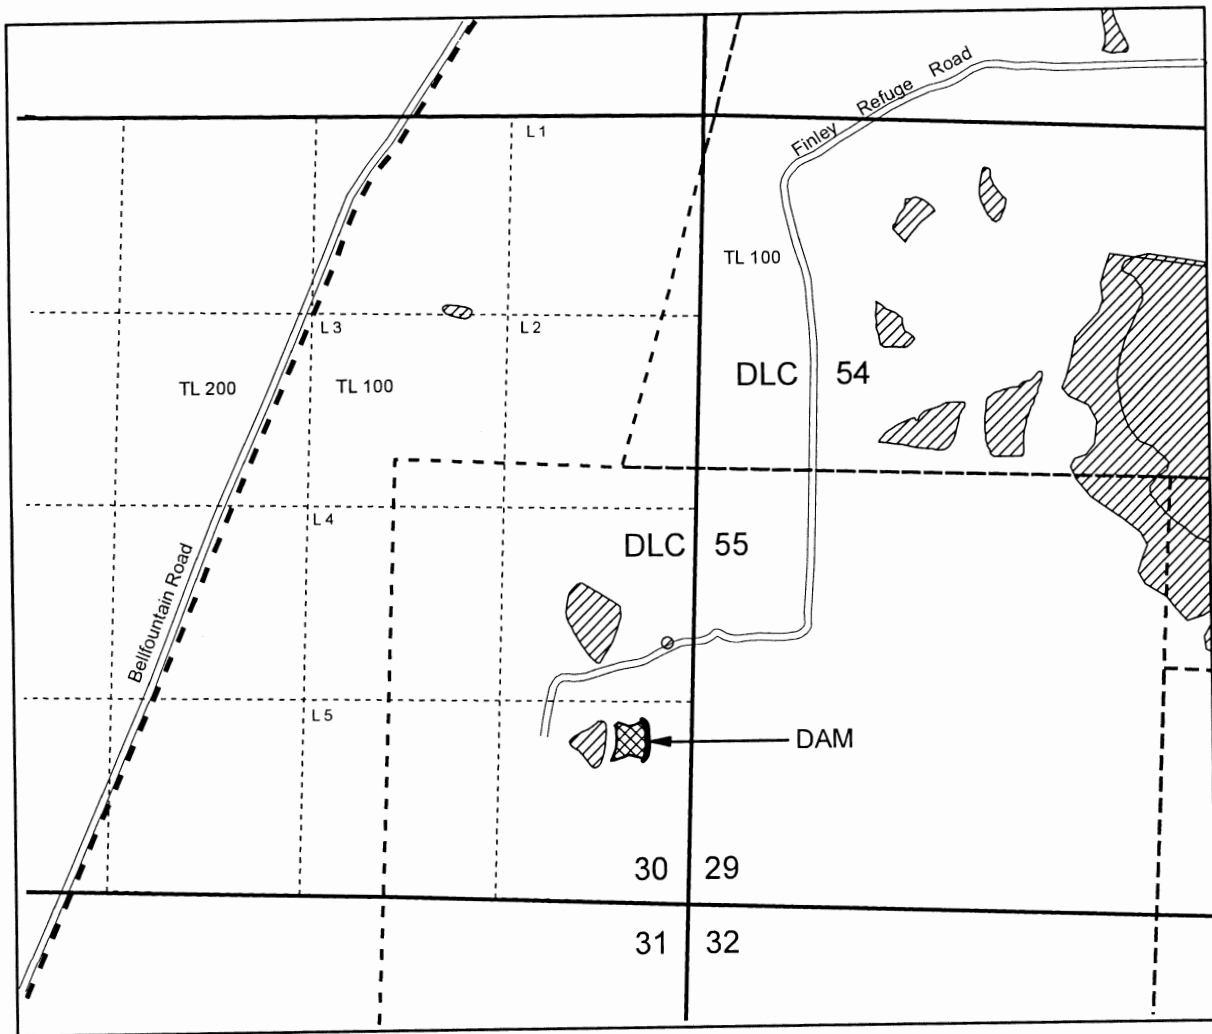 Finley Refuge Road
L 1
TL 100
L 3
L 2
TL 200
TL 100
DLC 54
L 4
DLC 55
Bellfountain Road
L 5
DAM
30 29
31 32